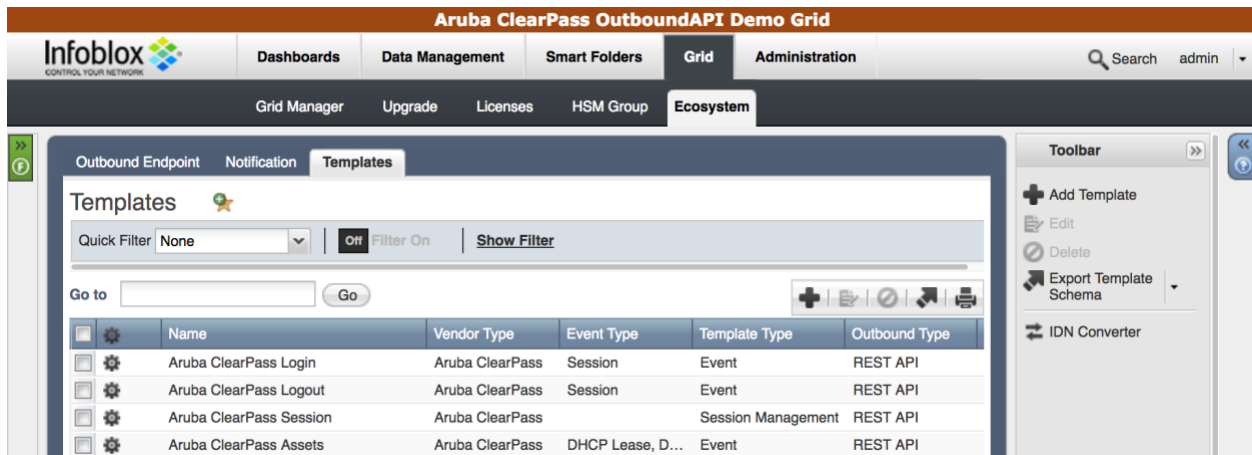 Aruba ClearPass OutboundAPI Demo Grid
Infoblox
CONTROL YOUR NETWORK
Dashboards Data Management Smart Folders Grid Administration
Search admin
Grid Manager Upgrade Licenses HSM Group Ecosystem
Outbound Endpoint Notification Templates
Templates
Quick Filter None Off Filter On Show Filter
Go to Go
Name Vendor Type Event Type Template Type Outbound Type
Aruba ClearPass Login Aruba ClearPass Session Event REST API
Aruba ClearPass Logout Aruba ClearPass Session Event REST API
Aruba ClearPass Session Aruba ClearPass Session Management REST API
Aruba ClearPass Assets Aruba ClearPass DHCP Lease, D... Event REST API
Toolbar
Add Template
Edit
Delete
Export Template
Schema
IDN Converter